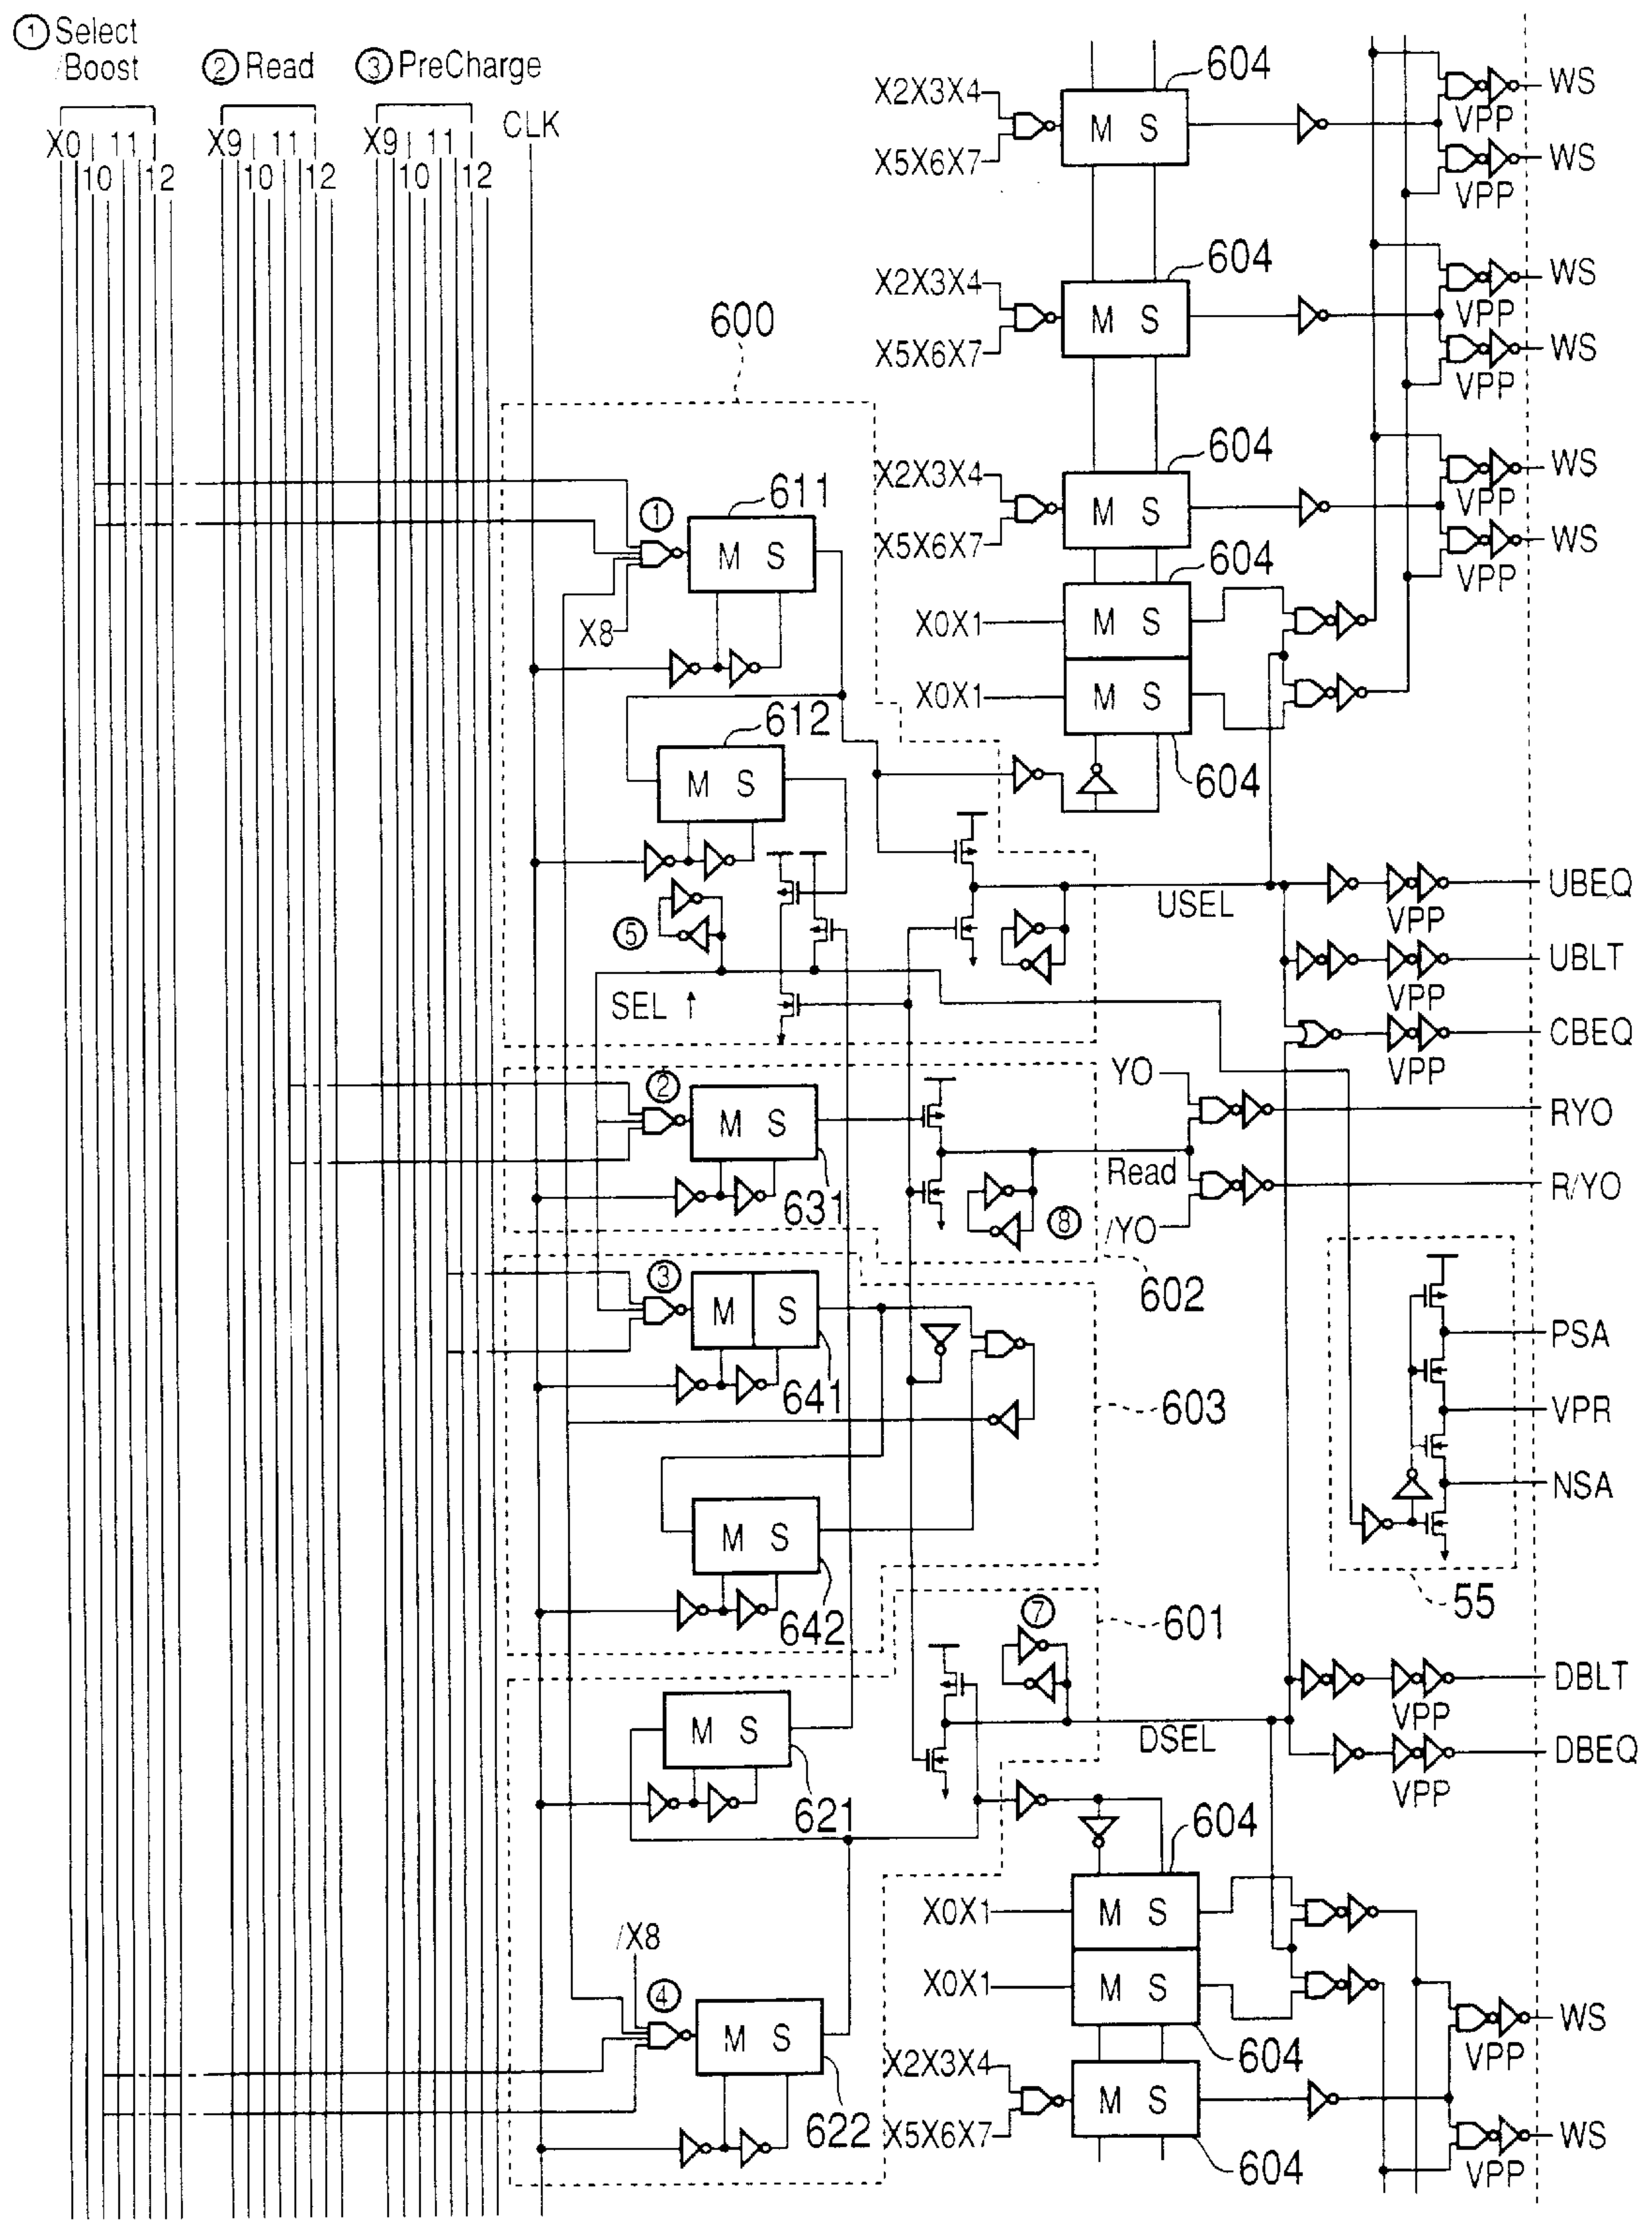 ① Select
/Boost
② Read
③ PreCharge
X0 11
10 12
X9 11
10 12
X9 11
10 12
CLK
X2X3X4
X5X6X7
M S
604
VPP
WS
VPP
WS
X2X3X4
X5X6X7
M S
604
VPP
WS
VPP
WS
600
X2X3X4
X5X6X7
M S
604
VPP
WS
VPP
WS
①
611
M S
X8
604
X0X1
M S
X0X1
M S
604
612
M S
⑤
SEL ↑
USEL
UBEQ
VPP
UBLT
VPP
CBEQ
VPP
②
M S
631
YO
Read
/YO
⑧
RYO
R/YO
602
③
M S
641
603
PSA
VPR
NSA
55
M S
642
601
⑦
M S
621
DSEL
DBLT
VPP
DBEQ
VPP
604
X0X1
M S
X0X1
M S
604
/X8
④
M S
622
X2X3X4
X5X6X7
M S
604
WS
VPP
WS
VPP